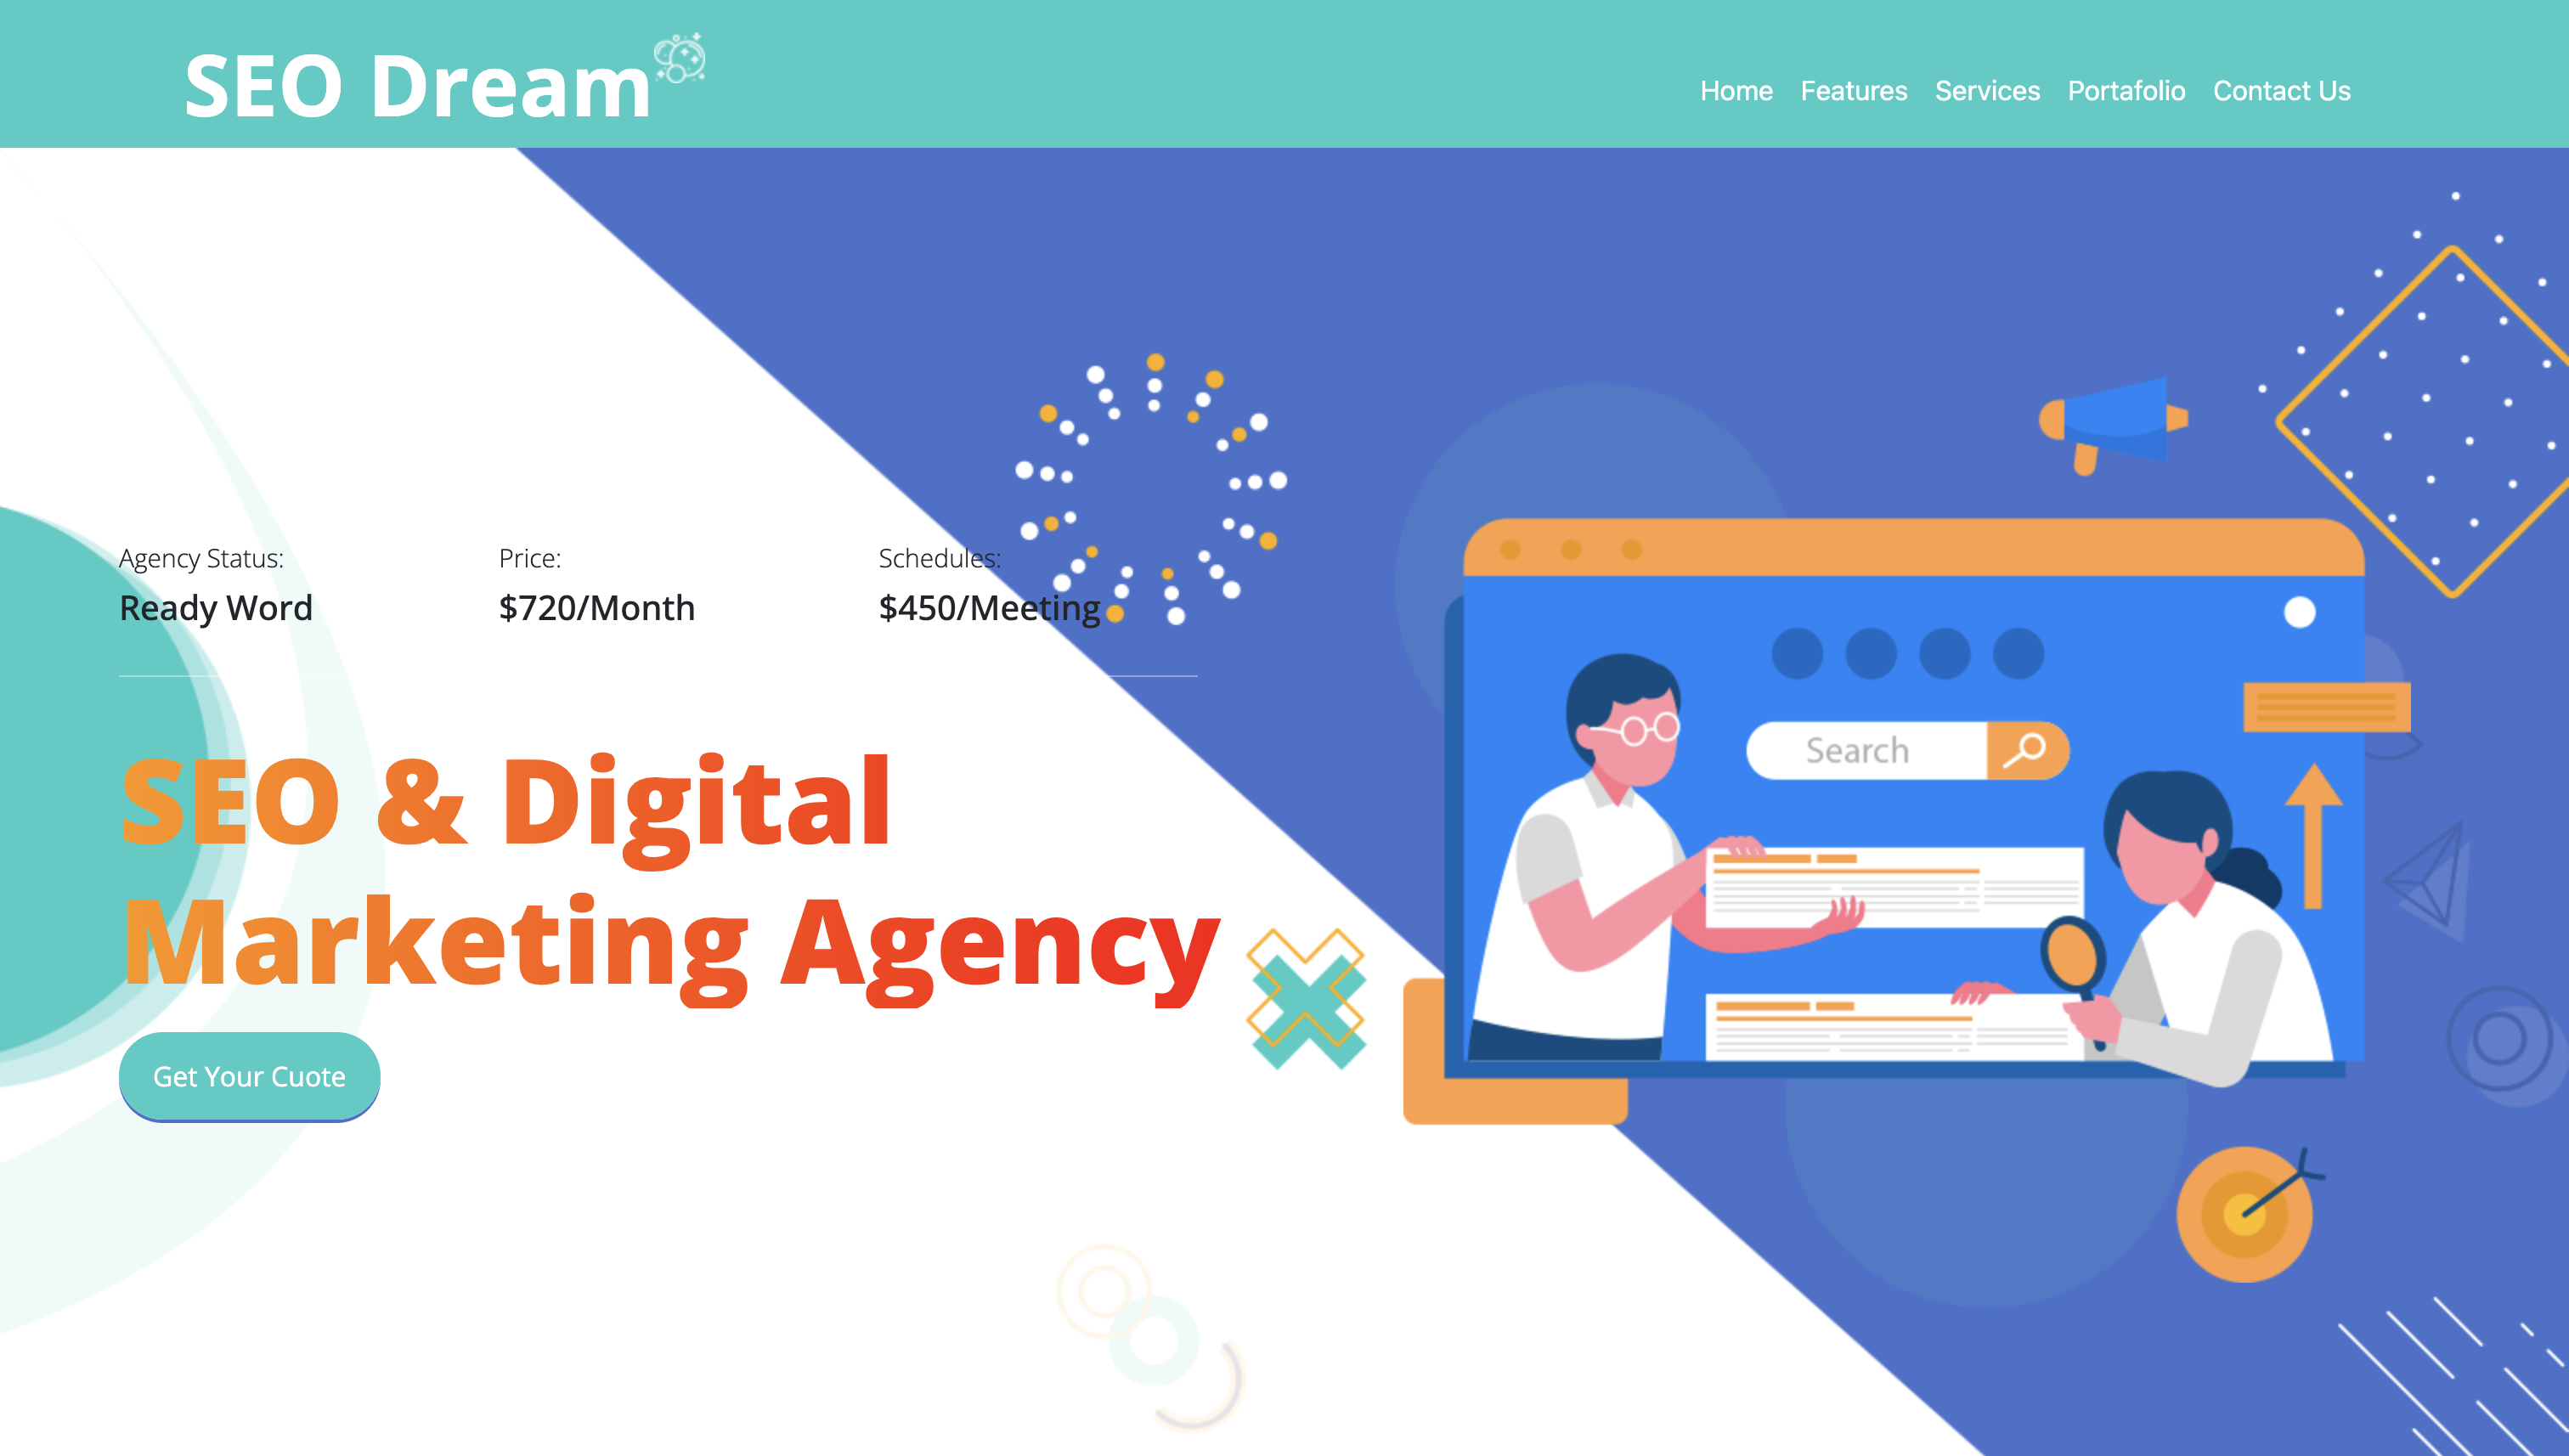 SEO Dream
Home Features Services Portafolio Contact Us
Agency Status: Price: Schedules:
Ready Word $720/Month $450/Meeting
SEO & Digital
Marketing Agency
Get Your Cuote
Search